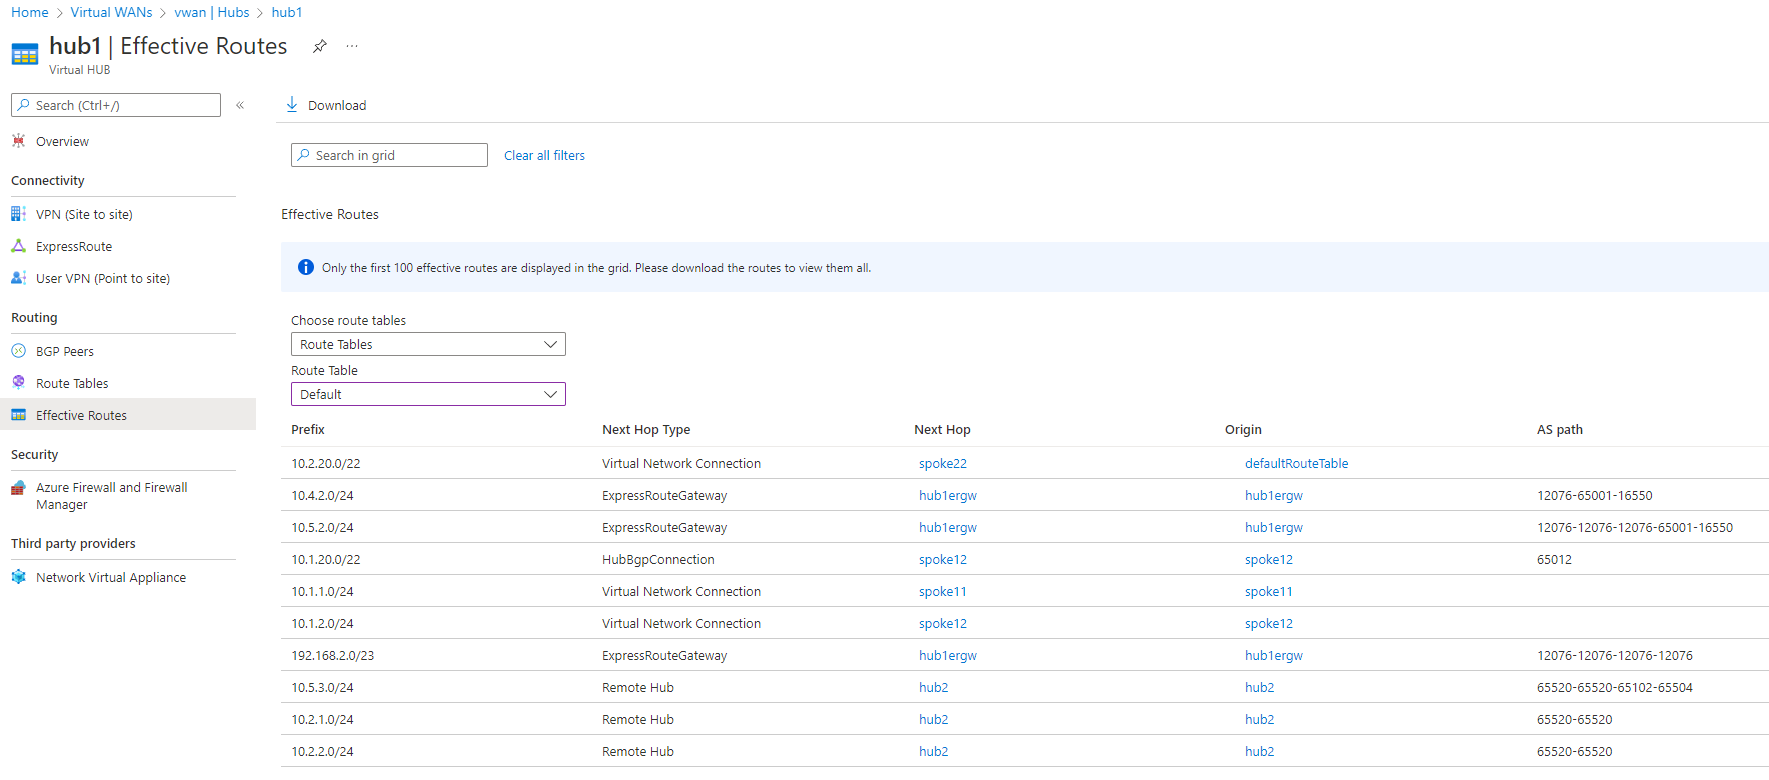 Home > Virtual WANs > vwan | Hubs > hub1
hub1 | Effective Routes ...
Virtual HUB
Search (Ctrl+/) «
Overview
Connectivity
VPN (Site to site)
ExpressRoute
User VPN (Point to site)
Routing
BGP Peers
Route Tables
Effective Routes
Security
Azure Firewall and Firewall
Manager
Third party providers
Network Virtual Appliance
Download
Search in grid Clear all filters
Effective Routes
Only the first 100 effective routes are displayed in the grid. Please download the routes to view them all.
Choose route tables
Route Tables
Route Table
Default
Prefix Next Hop Type Next Hop Origin AS path
10.2.20.0/22 Virtual Network Connection spoke22 defaultRouteTable
10.4.2.0/24 ExpressRouteGateway hub1ergw hub1ergw 12076-65001-16550
10.5.2.0/24 ExpressRouteGateway hub1ergw hub1ergw 12076-12076-12076-65001-16550
10.1.20.0/22 HubBgpConnection spoke12 spoke12 65012
10.1.1.0/24 Virtual Network Connection spoke11 spoke11
10.1.2.0/24 Virtual Network Connection spoke12 spoke12
192.168.2.0/23 ExpressRouteGateway hub1ergw hub1ergw 12076-12076-12076-12076
10.5.3.0/24 Remote Hub hub2 hub2 65520-65520-65102-65504
10.2.1.0/24 Remote Hub hub2 hub2 65520-65520
10.2.2.0/24 Remote Hub hub2 hub2 65520-65520